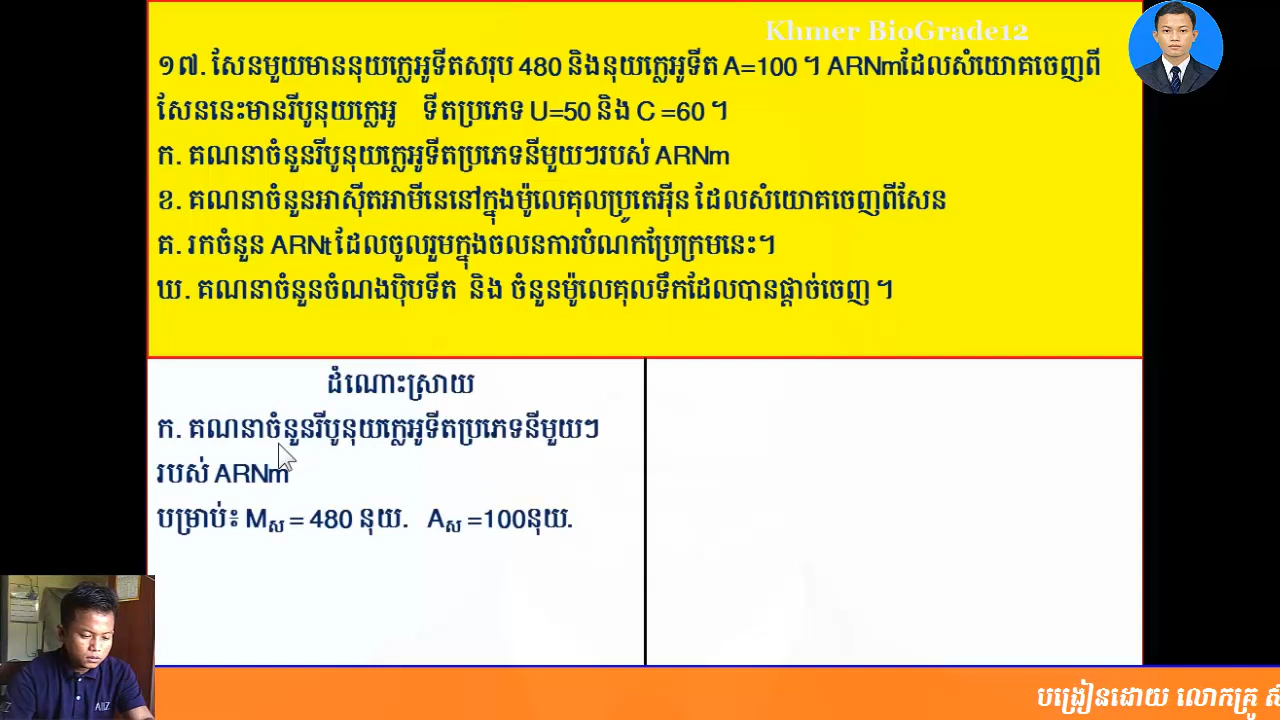 Khmer BioGrade12
១៧. សែនមួយមាននុយក្លេអូទីតសរុប 480 និងនុយក្លេអូទីត A=100 ។ ARNmដែលសំយោគចេញពី
សែននេះមានរីបូនុយក្លេអូ ទីតប្រភេទ U=50 និង C =60 ។
ក. គណនាចំនួនរីបូនុយក្លេអូទីតប្រភេទនីមួយៗរបស់ ARNm
ខ. គណនាចំនួនអាស៊ីតអាមីនេនៅក្នុងម៉ូលេគុលប្រូតេអ៊ីន ដែលសំយោគចេញពីសែន
គ. រកចំនួន ARNt ដែលចូលរួមក្នុងចលនការបំណកប្រែក្រមនេះ។
ឃ. គណនាចំនួនចំណងប៉ិបទីត និង ចំនួនម៉ូលេគុលទឹកដែលបានផ្តាច់ចេញ ។
ដំណោះស្រាយ
ក. គណនាចំនួនរីបូនុយក្លេអូទីតប្រភេទនីមួយៗ
របស់ ARNm
បម្រាប់៖ Mស = 480 នុយ. Aស =100នុយ.
បង្រៀនដោយ លោកគ្រូ